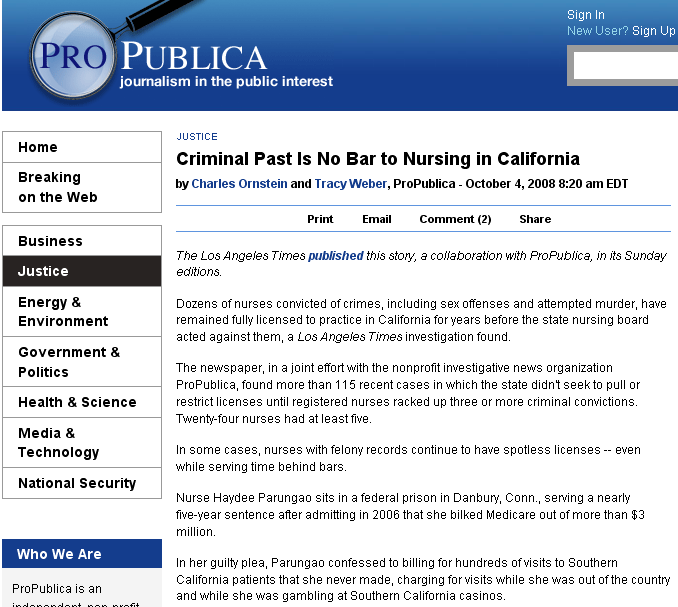 PROPUBLICA
journalism in the public interest
Sign In
New User? Sign Up
Home
Breaking
on the Web
Business
Justice
Energy &
Environment
Government &
Politics
Health & Science
Media &
Technology
National Security
Who We Are
ProPublica is an
independent, non-profit
JUSTICE
Criminal Past Is No Bar to Nursing in California
by Charles Ornstein and Tracy Weber, ProPublica - October 4, 2008 8:20 am EDT
Print Email Comment (2) Share
The Los Angeles Times published this story, a collaboration with ProPublica, in its Sunday
editions.
Dozens of nurses convicted of crimes, including sex offenses and attempted murder, have
remained fully licensed to practice in California for years before the state nursing board
acted against them, a Los Angeles Times investigation found.
The newspaper, in a joint effort with the nonprofit investigative news organization
ProPublica, found more than 115 recent cases in which the state didn't seek to pull or
restrict licenses until registered nurses racked up three or more criminal convictions.
Twenty-four nurses had at least five.
In some cases, nurses with felony records continue to have spotless licenses -- even
while serving time behind bars.
Nurse Haydee Parungao sits in a federal prison in Danbury, Conn., serving a nearly
five-year sentence after admitting in 2006 that she bilked Medicare out of more than $3
million.
In her guilty plea, Parungao confessed to billing for hundreds of visits to Southern
California patients that she never made, charging for visits while she was out of the country
and while she was gambling at Southern California casinos.